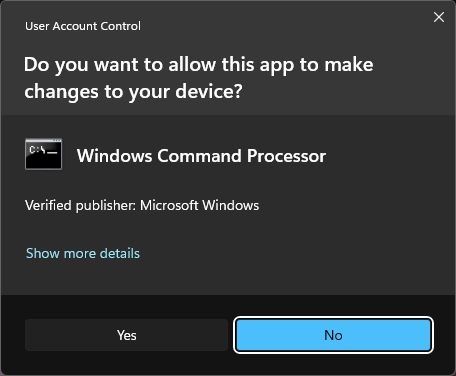 User Account Control
Do you want to allow this app to make
changes to your device?
C:\_
Windows Command Processor
Verified publisher: Microsoft Windows
Show more details
Yes
No